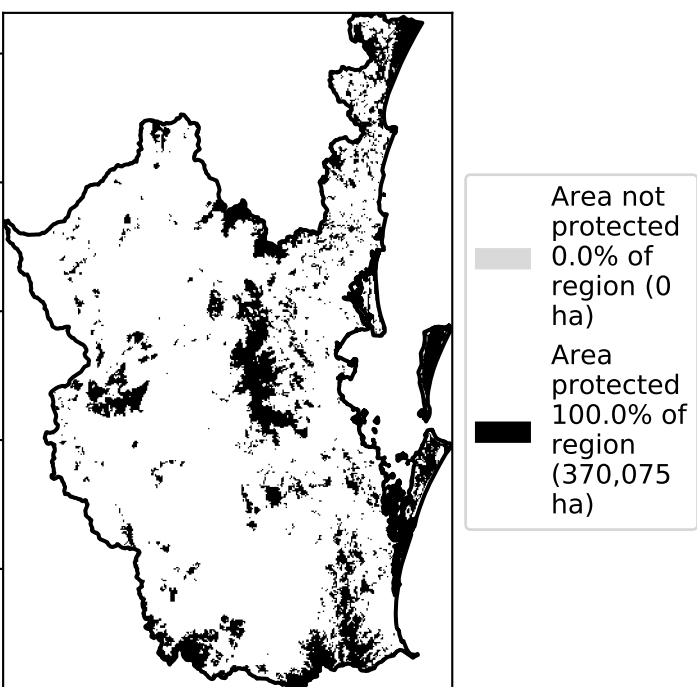 Area not
protected
0.0% of
region (0
ha)
Area
protected
100.0% of
region
(370,075
ha)